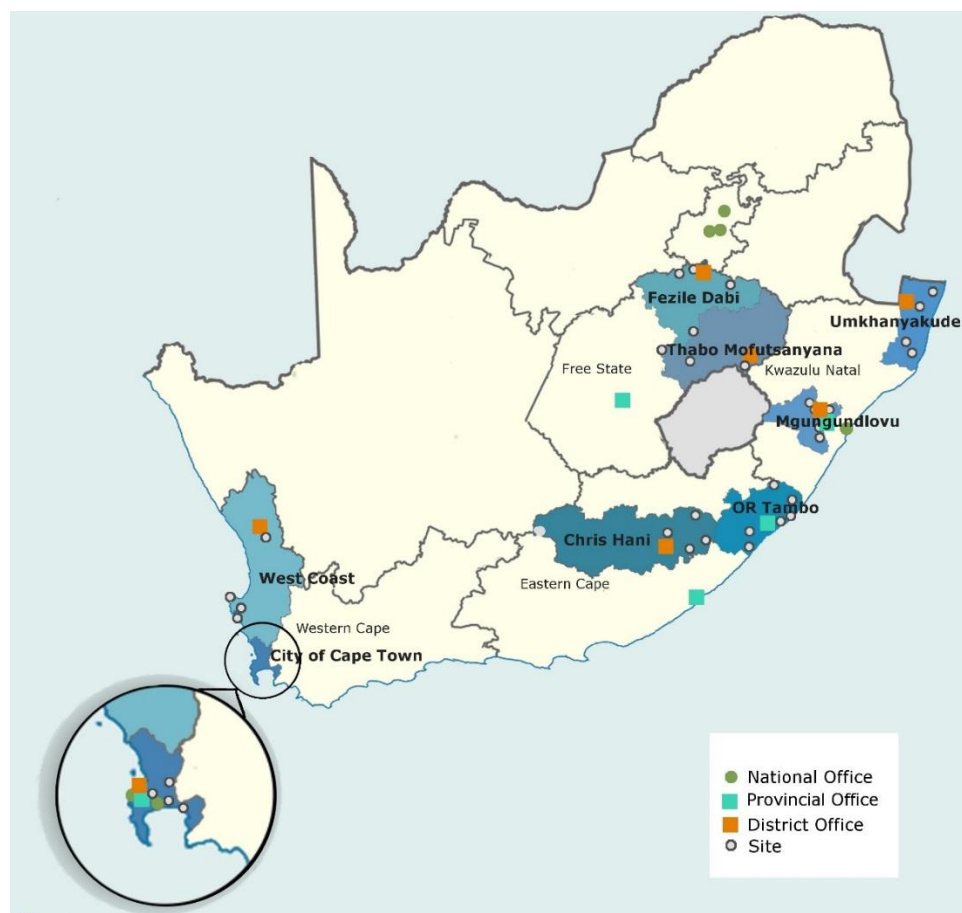 Fezile Dabi
Umkhanyakude
Thabo Mofutsanyana
Free State
Kwazulu Natal
Mgungundlovu
OR Tambo
Chris Hani
West Coast
Eastern Cape
Western Cape
City of Cape Town
National Office
Provincial Office
District Office
Site